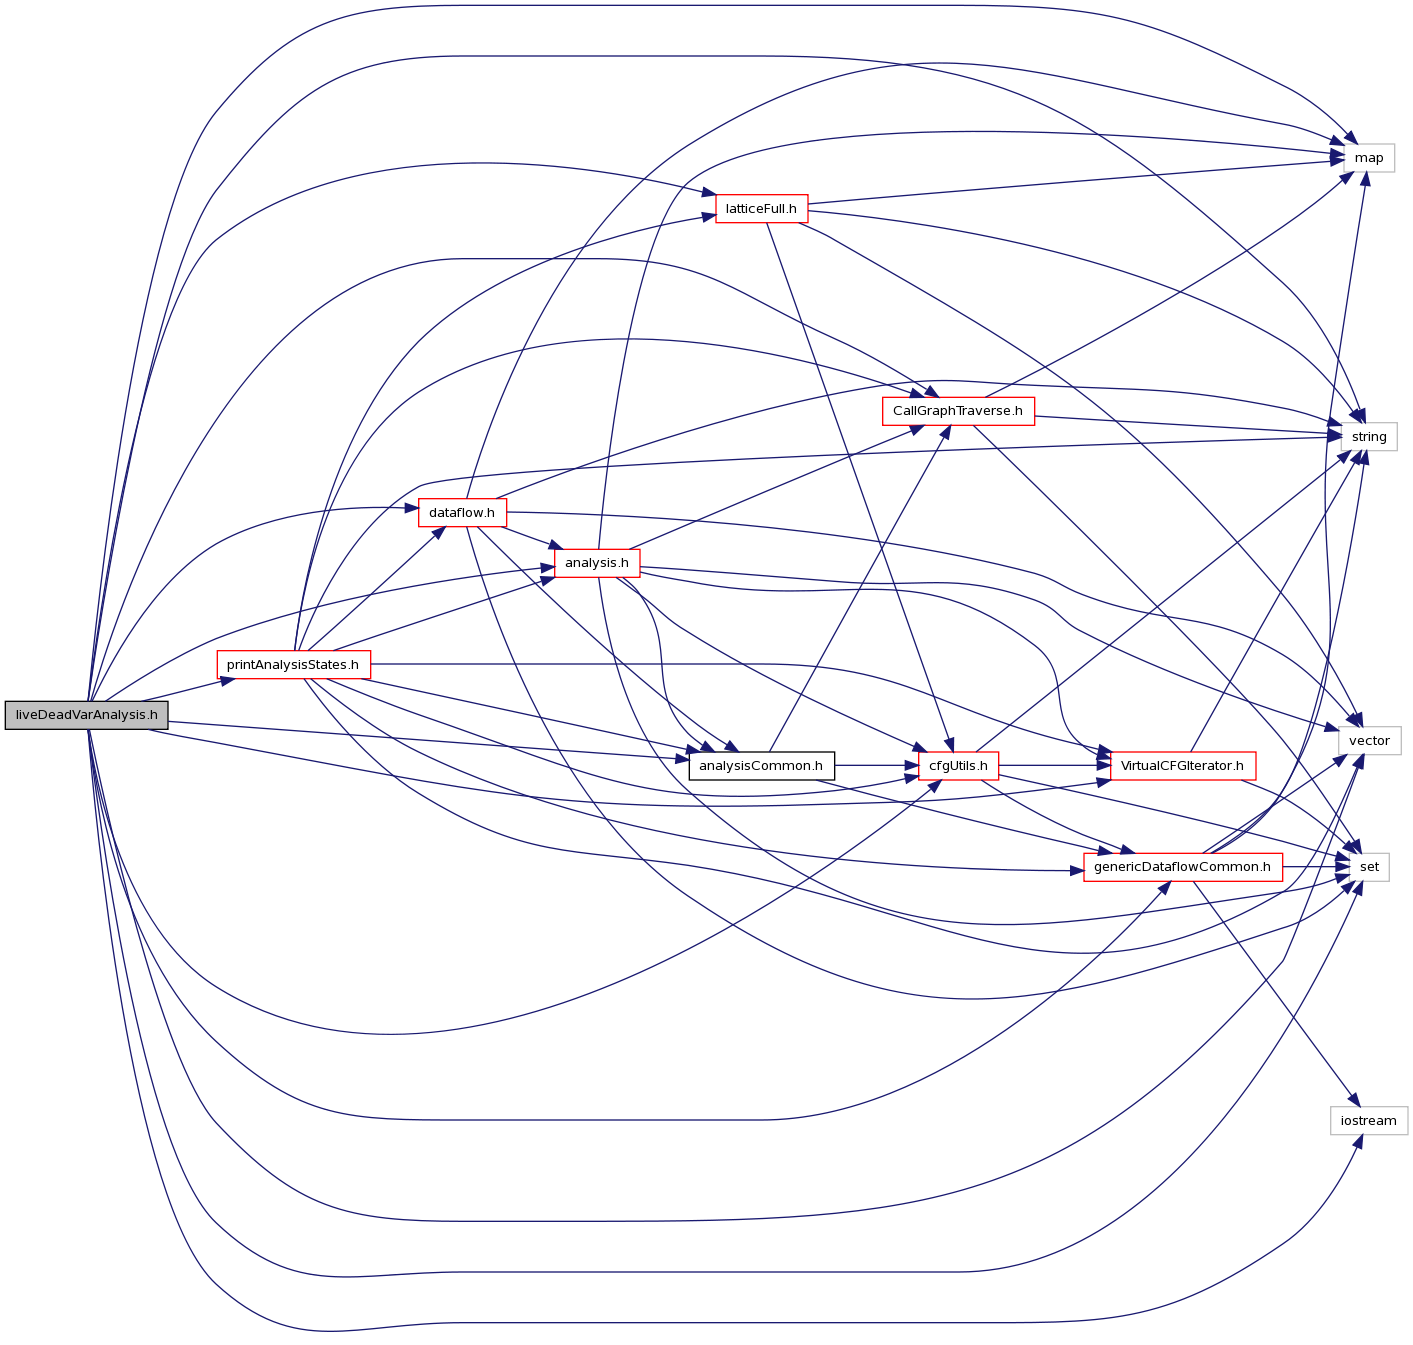 map
latticeFull.h
CallGraphTraverse.h
string
dataflow.h
analysis.h
printAnalysisStates.h
liveDeadVarAnalysis.h
vector
analysisCommon.h
cfgUtils.h
VirtualCFGIterator.h
genericDataflowCommon.h
set
iostream